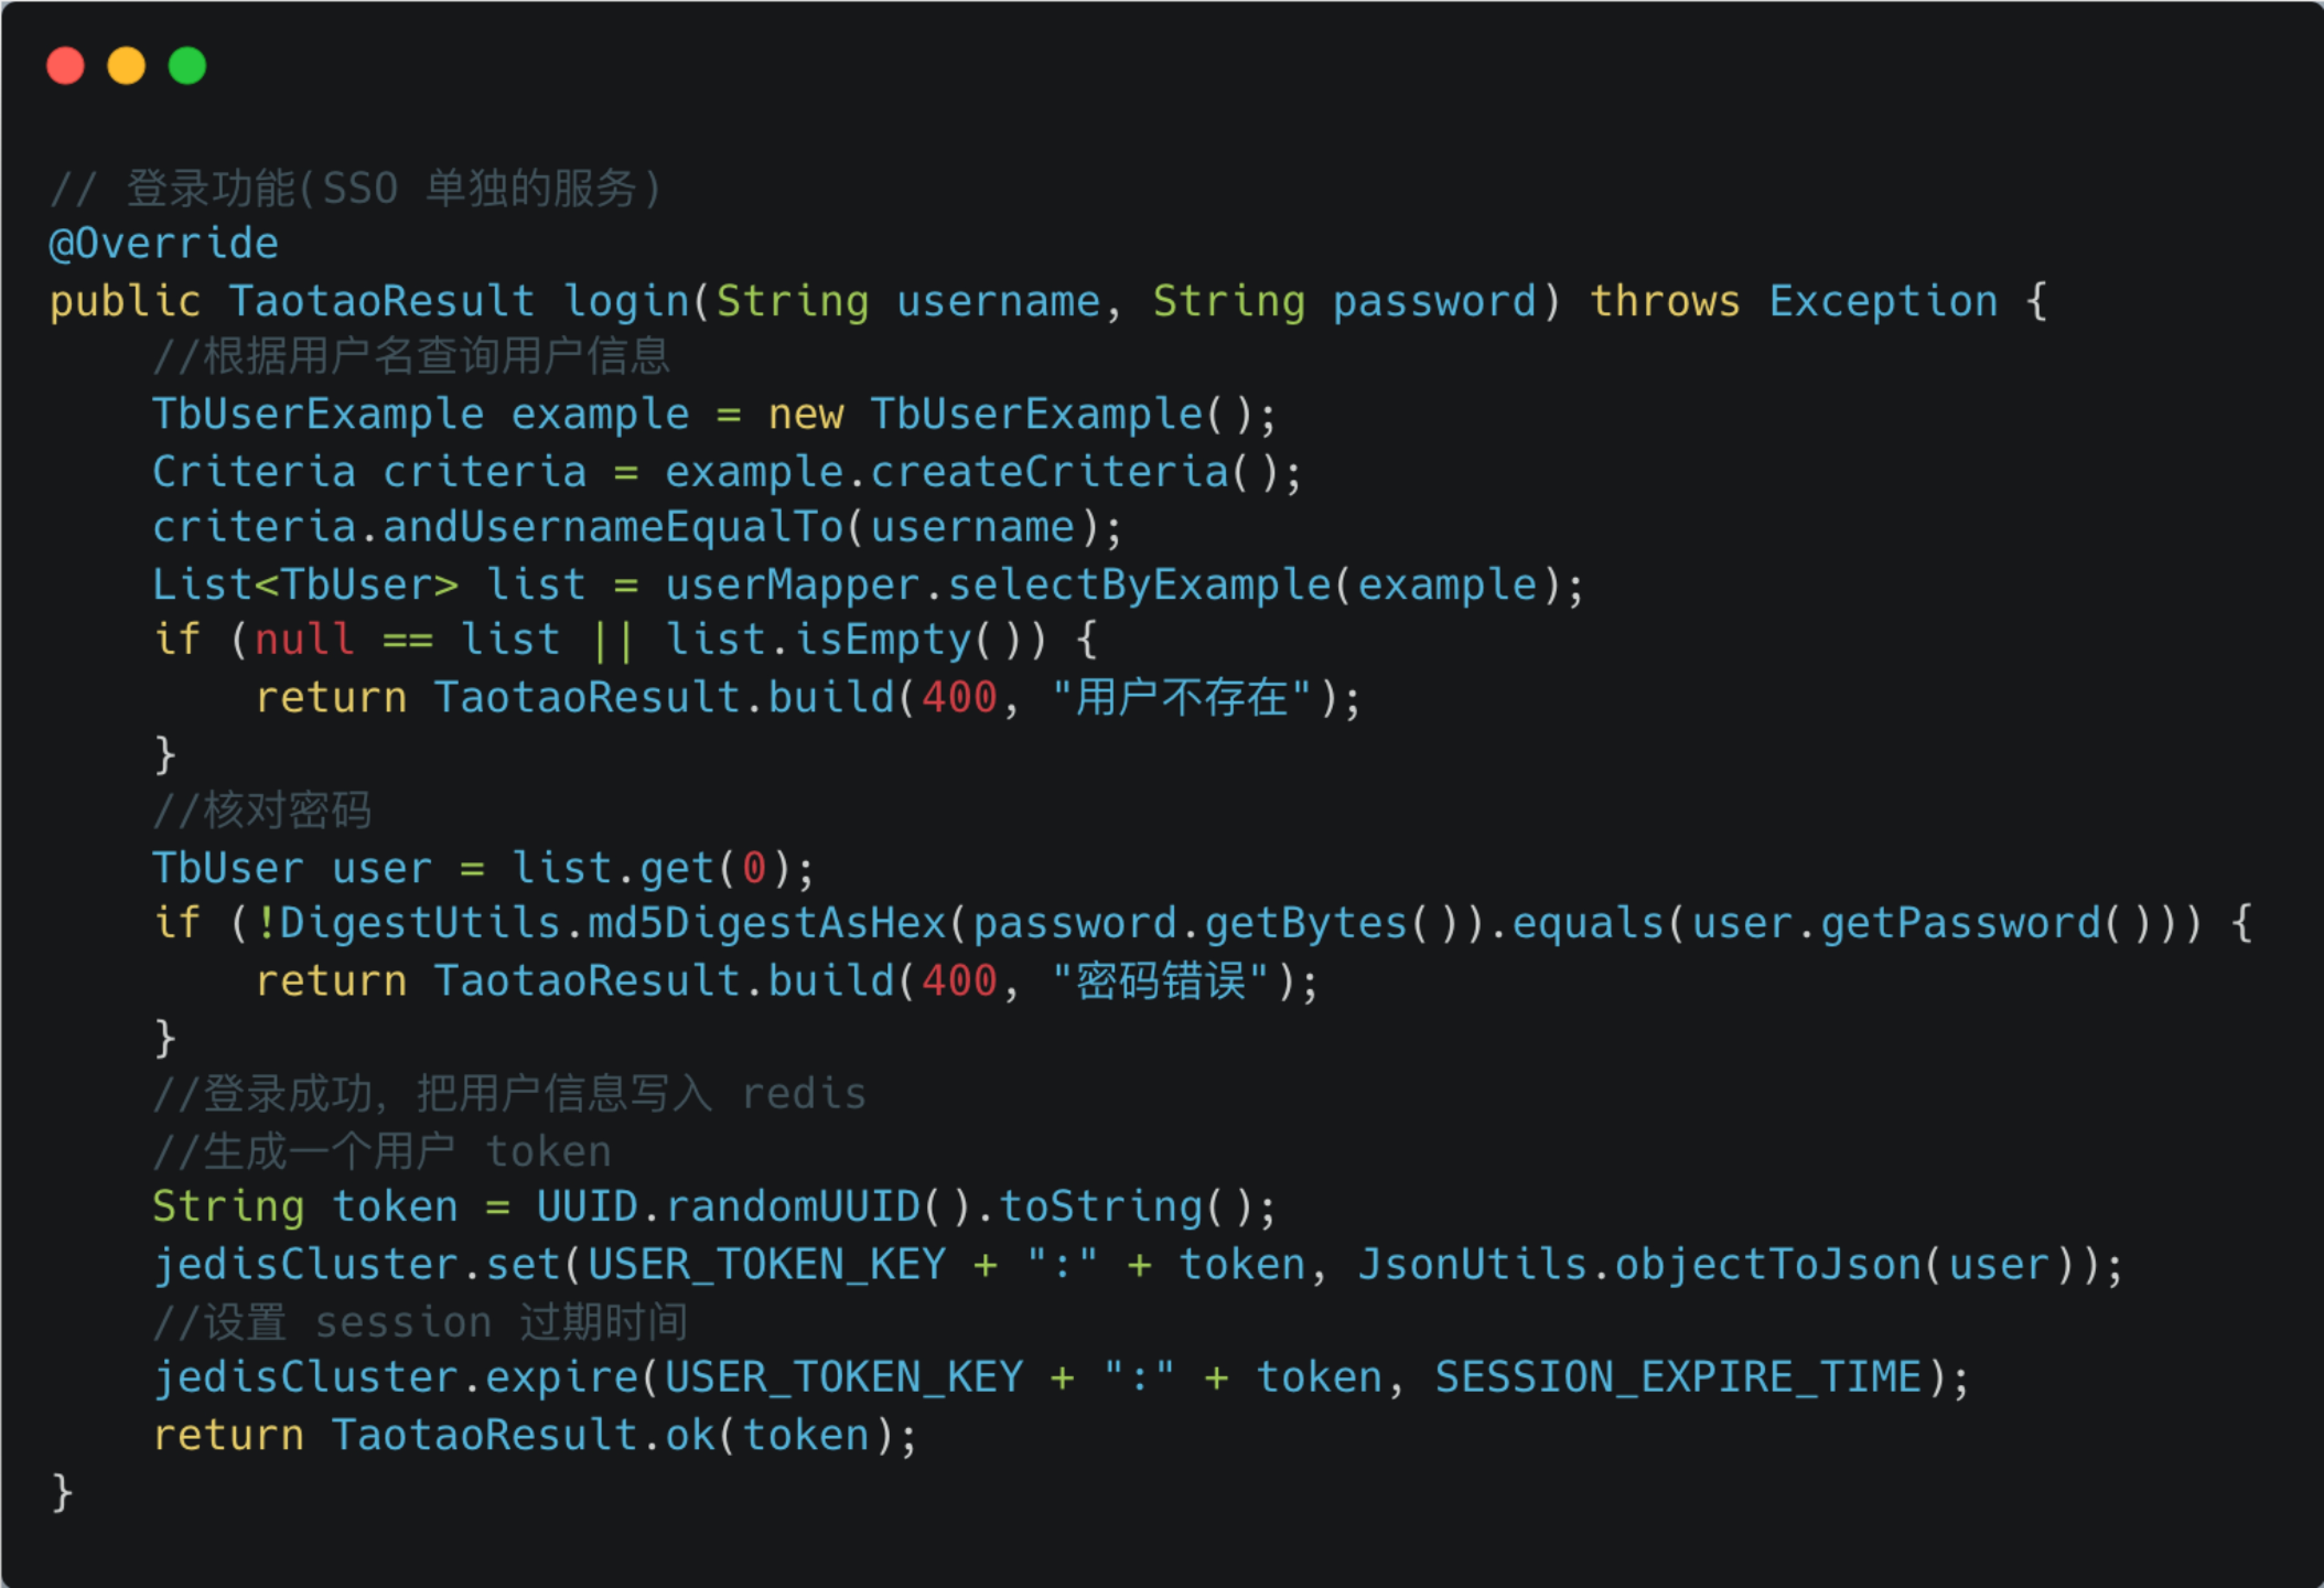 // 登录功能(SSO 单独的服务)
@Override
public TaotaoResult login(String username, String password) throws Exception {
    //根据用户名查询用户信息
    TbUserExample example = new TbUserExample();
    Criteria criteria = example.createCriteria();
    criteria.andUsernameEqualTo(username);
    List<TbUser> list = userMapper.selectByExample(example);
    if (null == list || list.isEmpty()) {
        return TaotaoResult.build(400, "用户不存在");
    }
    //核对密码
    TbUser user = list.get(0);
    if (!DigestUtils.md5DigestAsHex(password.getBytes()).equals(user.getPassword())) {
        return TaotaoResult.build(400, "密码错误");
    }
    //登录成功，把用户信息写入 redis
    //生成一个用户 token
    String token = UUID.randomUUID().toString();
    jedisCluster.set(USER_TOKEN_KEY + ":" + token, JsonUtils.objectToJson(user));
    //设置 session 过期时间
    jedisCluster.expire(USER_TOKEN_KEY + ":" + token, SESSION_EXPIRE_TIME);
    return TaotaoResult.ok(token);
}